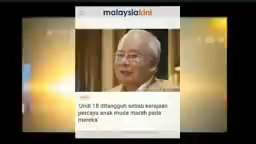 malaysiakini
'Undi 18 ditangguh sebab kerajaan
percaya anak muda marah pada
mereka'